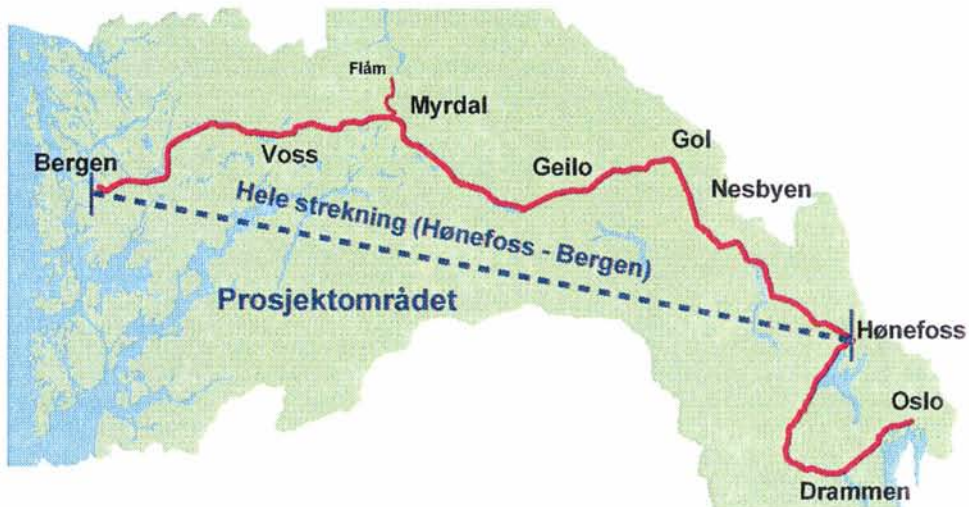 Flåm
Myrdal
Gol
Bergen
Voss
Geilo
Nesbyen
Hele strekning (Hønefoss - Bergen)
Prosjektområdet
Hønefoss
Oslo
Drammen